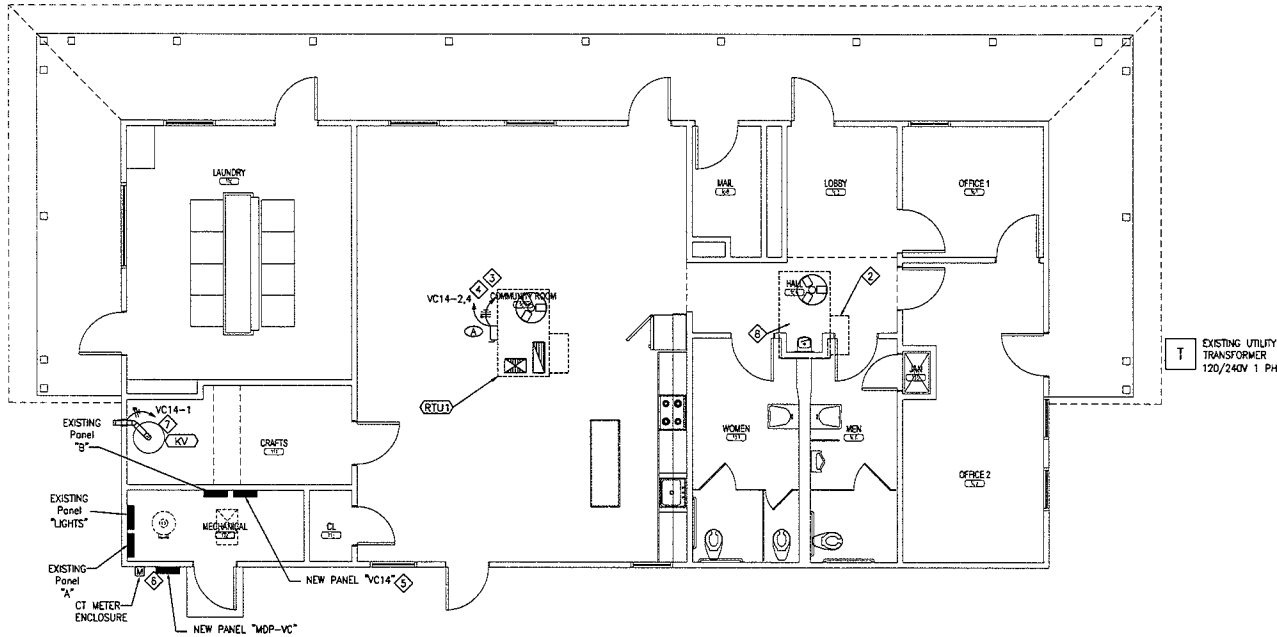 LAUNDRY
MAIL
LOBBY
OFFICE 1
2
3
4
VC14-2,4
COMMUNITY ROOM
HALL
A
8
T
EXISTING UTILITY
TRANSFORMER
120/240V 1 PH
JAN
RTU1
VC14-1
7
KV
EXISTING
Panel
"B"
CRAFTS
WOMEN
MEN
OFFICE 2
EXISTING
Panel
"LIGHTS"
MECHANICAL
CL
EXISTING
Panel
"A"
M
6
NEW PANEL "VC14"
5
CT METER
ENCLOSURE
NEW PANEL "MDP-VC"